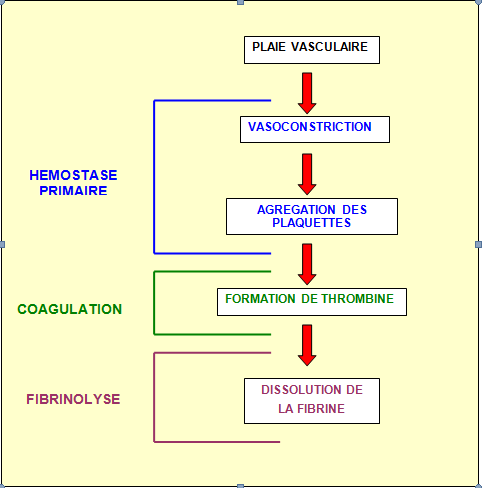 PLAIE VASCULAIRE
VASOCONSTRICTION
HEMOSTASE
PRIMAIRE
AGREGATION DES
PLAQUETTES
FORMATION DE THROMBINE
COAGULATION
DISSOLUTION DE
LA FIBRINE
FIBRINOLYSE